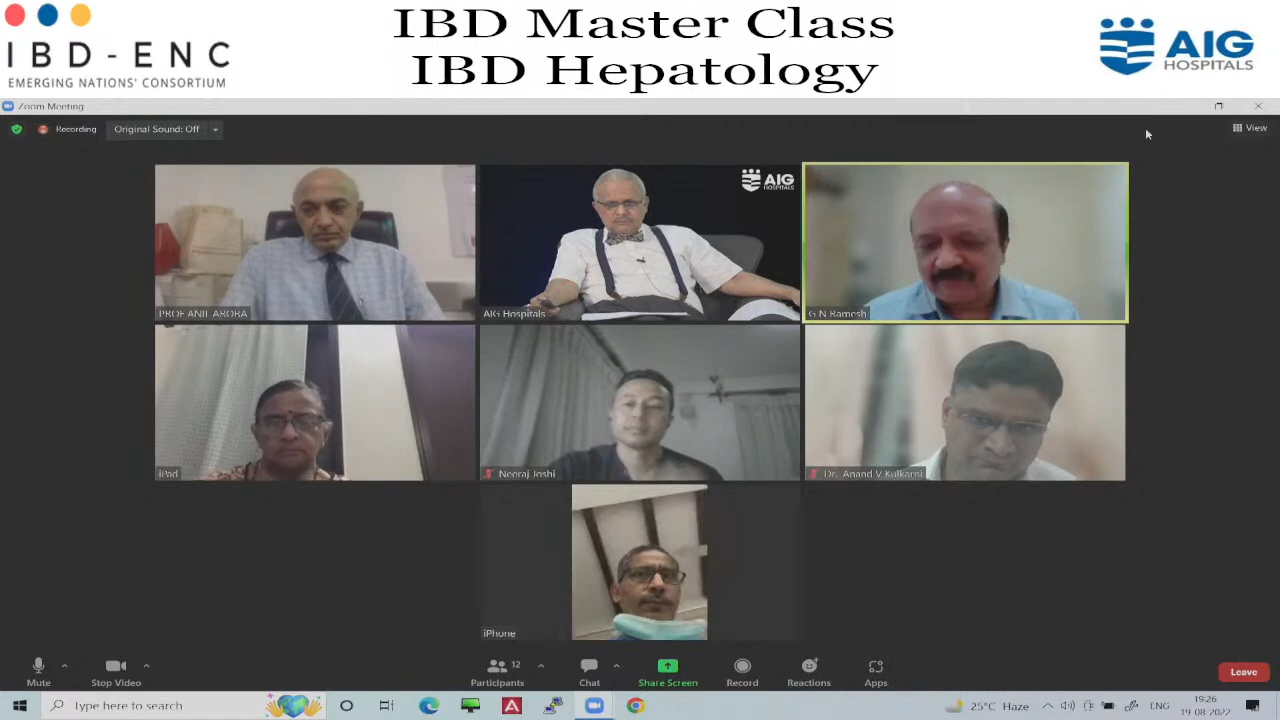 IBD Master Class
IBD Hepatology
IBD-ENC
EMERGING NATIONS' CONSORTIUM
AIG
HOSPITALS
Zoom Meeting
Recording
Original Sound: Off
View
AIG
HOSPITALS
PROF ANIL ARORA
AIG Hospitals
G N Ramesh
iPad
Neeraj Joshi
Dr. Anand V Kulkarni
iPhone
Mute
Stop Video
12
Participants
Chat
Share Screen
Record
Reactions
Apps
Leave
Type here to search
25°C Haze
ENG
19:26
19-08-2022